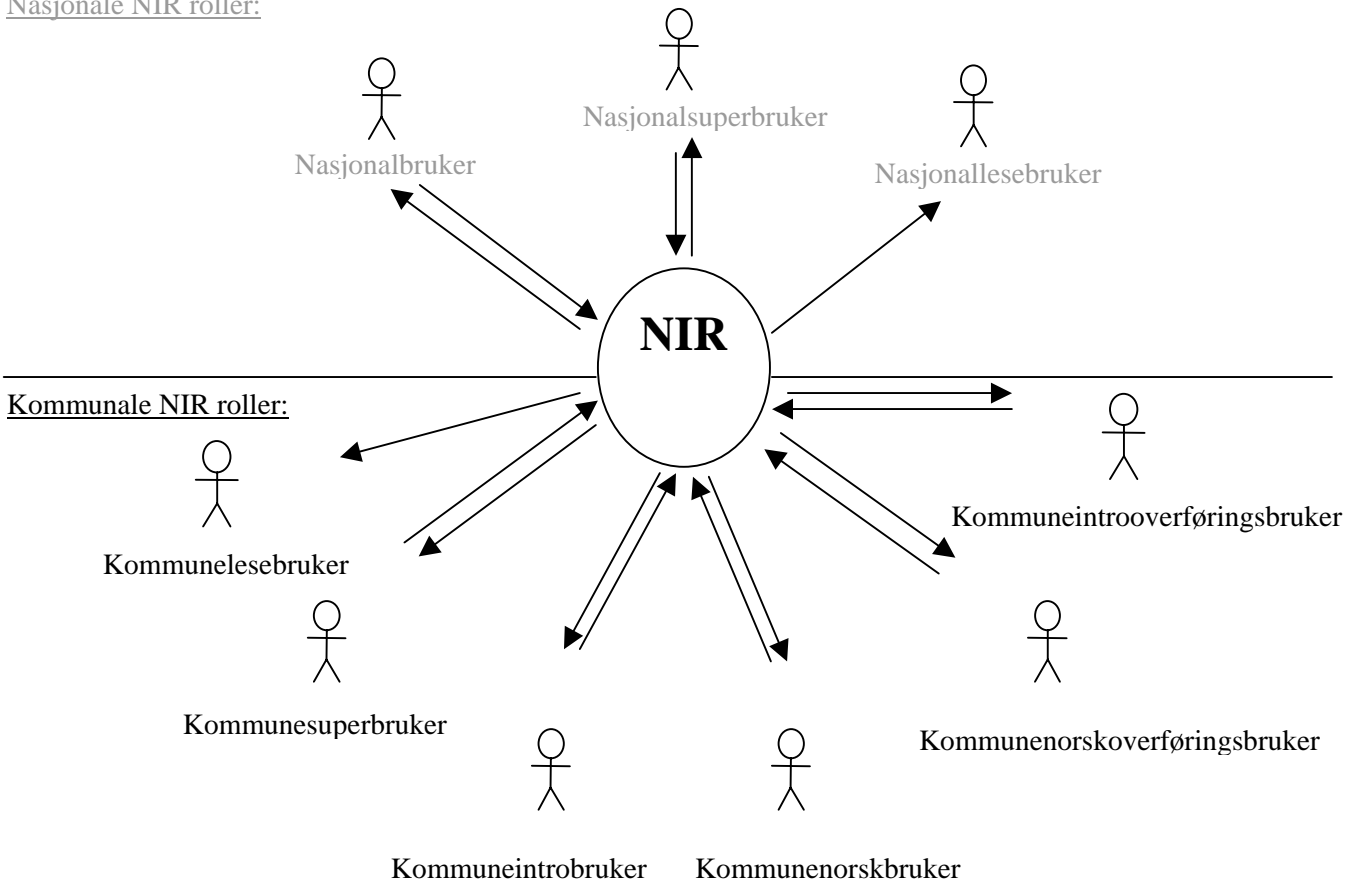 Nasjonale NIR roller:
Nasjonalsuperbruker
Nasjonalbruker
Nasjonallesebruker
NIR
Kommunale NIR roller:
Kommuneintrooverføringsbruker
Kommunelesebruker
Kommunesuperbruker
Kommunenorskoverføringsbruker
Kommuneintrobruker
Kommunenorskbruker